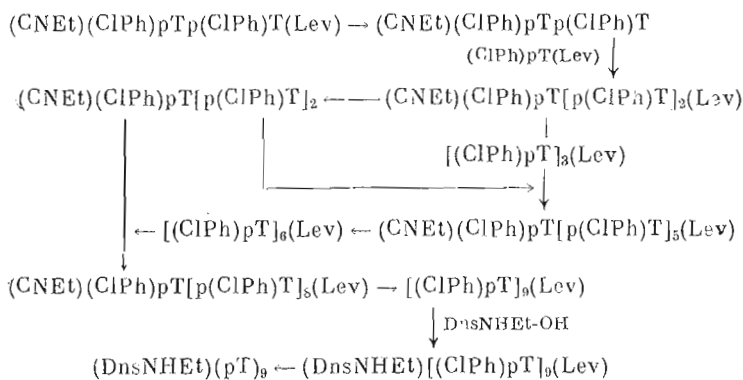 (CNEt)(ClPh)pTp(ClPh)T(Lev) → (CNEt)(ClPh)pTp(ClPh)T
(ClPh)pT(Lev)
(CNEt)(ClPh)pT[p(ClPh)T]₂ ← (CNEt)(ClPh)pT[p(ClPh)T]₂(Lev)
[(ClPh)pT]₃(Lev)
← [(ClPh)pT]₆(Lev) ← (CNEt)(ClPh)pT[p(ClPh)T]₅(Lev)
(CNEt)(ClPh)pT[p(ClPh)T]₈(Lev) → [(ClPh)pT]₉(Lev)
DnsNHEt-OH
(DnsNHEt)(pT)₉ ← (DnsNHEt)[(ClPh)pT]₉(Lev)